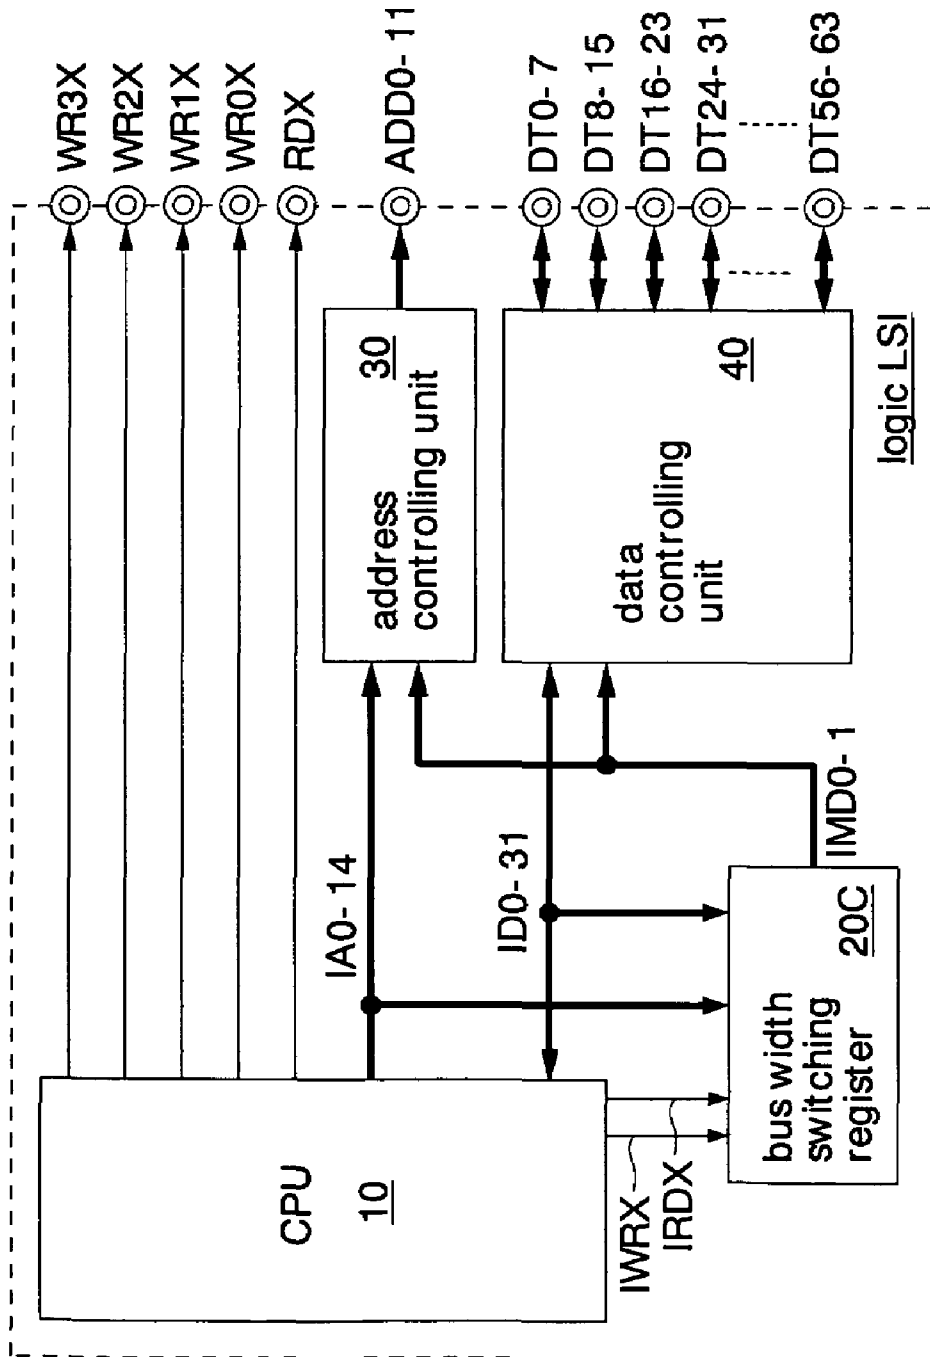 WR3X
WR2X
WR1X
WR0X
RDX
ADD0-11
DT0-7
DT8-15
DT16-23
DT24-31
DT56-63
30
address
controlling unit
40
data
controlling
unit
logic LSI
IA0-14
ID0-31
IMD0-1
CPU
10
IWRX
IRDX
bus width
switching
register
20C